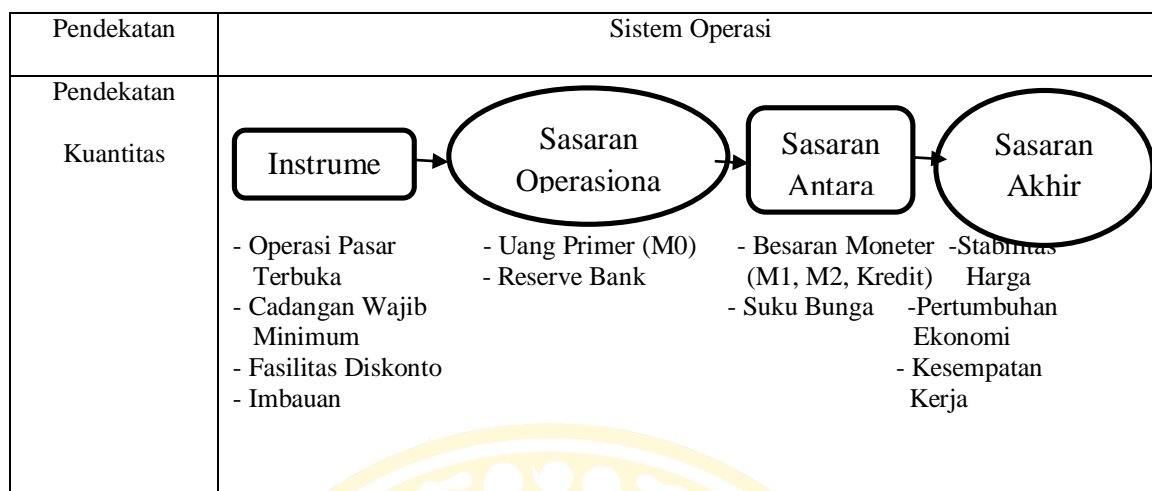 Pendekatan
Sistem Operasi
Pendekatan
Kuantitas
Instrume
Sasaran
Operasiona
Sasaran
Antara
Sasaran
Akhir
- Operasi Pasar
Terbuka
- Cadangan Wajib
Minimum
- Fasilitas Diskonto
- Imbauan
- Uang Primer (M0)
- Reserve Bank
- Besaran Moneter
(M1, M2, Kredit)
- Suku Bunga
-Stabilitas
Harga
-Pertumbuhan
Ekonomi
- Kesempatan
Kerja